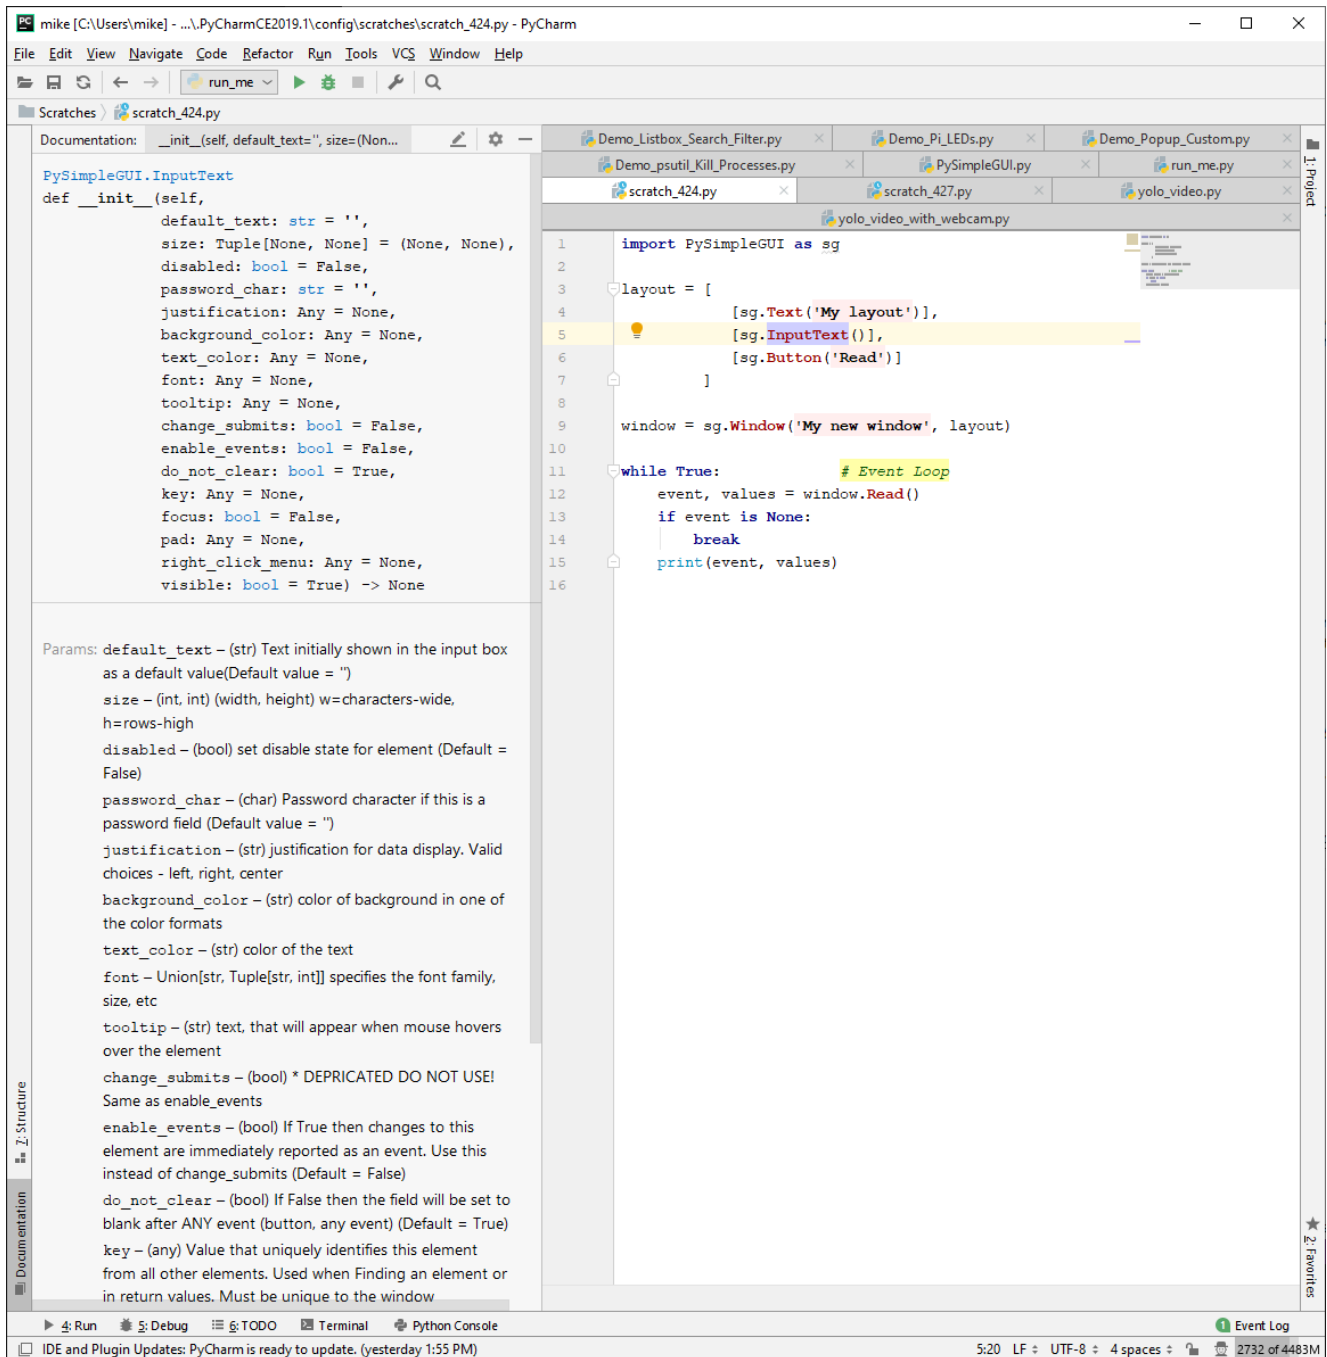 mike [C:\Users\mike] - ...\.PyCharmCE2019.1\config\scratches\scratch_424.py - PyCharm
File Edit View Navigate Code Refactor Run Tools VCS Window Help
run_me
Scratches scratch_424.py
Documentation: __init__(self, default_text='', size=(Non...
PySimpleGUI.InputText
def __init__(self,
default_text: str = '',
size: Tuple[None, None] = (None, None),
disabled: bool = False,
password_char: str = '',
justification: Any = None,
background_color: Any = None,
text_color: Any = None,
font: Any = None,
tooltip: Any = None,
change_submits: bool = False,
enable_events: bool = False,
do_not_clear: bool = True,
key: Any = None,
focus: bool = False,
pad: Any = None,
right_click_menu: Any = None,
visible: bool = True) -> None
Params: default_text – (str) Text initially shown in the input box
as a default value(Default value = '')
size – (int, int) (width, height) w=characters-wide,
h=rows-high
disabled – (bool) set disable state for element (Default =
False)
password_char – (char) Password character if this is a
password field (Default value = '')
justification – (str) justification for data display. Valid
choices - left, right, center
background_color – (str) color of background in one of
the color formats
text_color – (str) color of the text
font – Union[str, Tuple[str, int]] specifies the font family,
size, etc
tooltip – (str) text, that will appear when mouse hovers
over the element
change_submits – (bool) * DEPRICATED DO NOT USE!
Same as enable_events
enable_events – (bool) If True then changes to this
element are immediately reported as an event. Use this
instead of change_submits (Default = False)
do_not_clear – (bool) If False then the field will be set to
blank after ANY event (button, any event) (Default = True)
key – (any) Value that uniquely identifies this element
from all other elements. Used when Finding an element or
in return values. Must be unique to the window
Demo_Listbox_Search_Filter.py Demo_Pi_LEDs.py Demo_Popup_Custom.py
Demo_psutil_Kill_Processes.py PySimpleGUI.py run_me.py
scratch_424.py scratch_427.py yolo_video.py
yolo_video_with_webcam.py
1 import PySimpleGUI as sg
2
3 layout = [
4 [sg.Text('My layout')],
5 [sg.InputText()],
6 [sg.Button('Read')]
7 ]
8
9 window = sg.Window('My new window', layout)
10
11 while True: # Event Loop
12 event, values = window.Read()
13 if event is None:
14 break
15 print(event, values)
16
1: Project
2: Favorites
7: Structure
Documentation
4: Run 5: Debug 6: TODO Terminal Python Console 1 Event Log
IDE and Plugin Updates: PyCharm is ready to update. (yesterday 1:55 PM) 5:20 LF UTF-8 4 spaces 2732 of 4483M